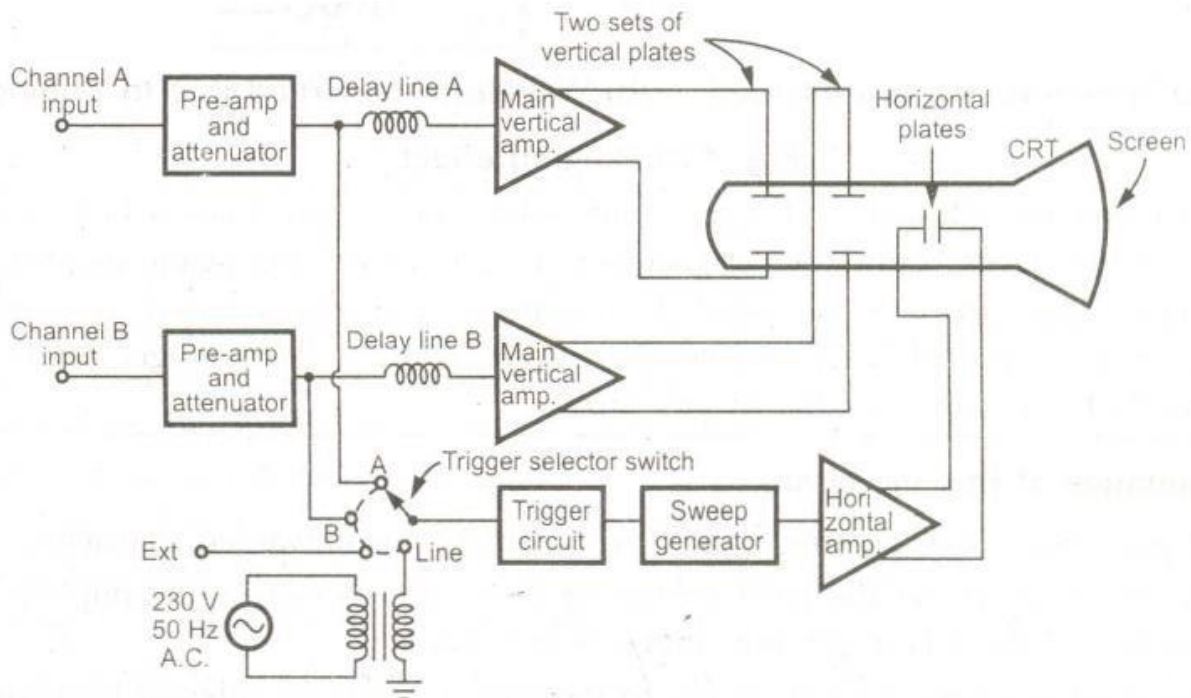 Two sets of
vertical plates
Channel A
input
Pre-amp
and
attenuator
Delay line A
Main
vertical
amp.
Horizontal
plates
CRT
Screen
Channel B
input
Pre-amp
and
attenuator
Delay line B
Main
vertical
amp.
A
Trigger selector switch
B
Ext
Line
Trigger
circuit
Sweep
generator
Hori
zontal
amp.
230 V
50 Hz
A.C.